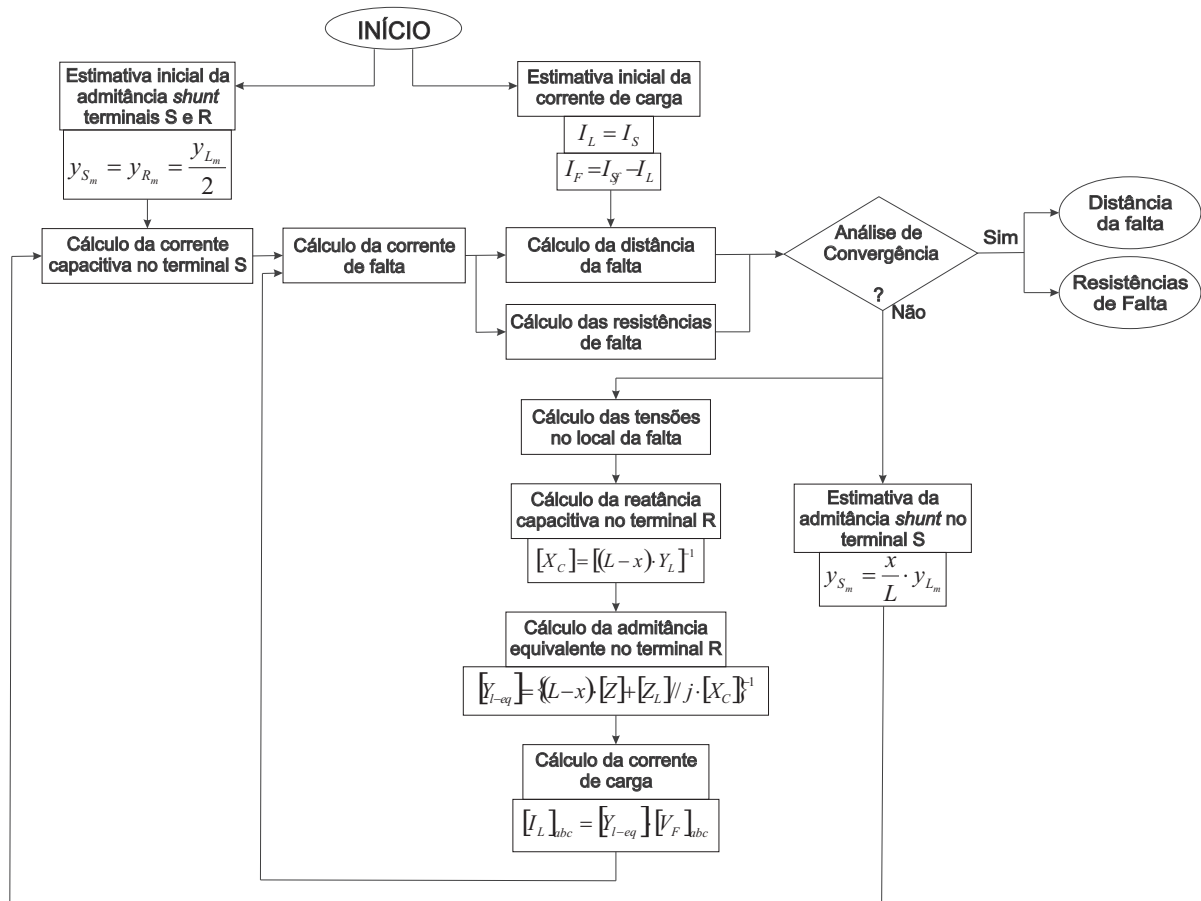 INÍCIO
Estimativa inicial da
admitância shunt
terminais S e R
y_{S_m} = y_{R_m} = \frac{y_{L_m}}{2}
Estimativa inicial da
corrente de carga
I_L = I_S
I_F = I_{Sf} - I_L
Cálculo da corrente
capacitiva no terminal S
Cálculo da corrente
de falta
Cálculo da distância
da falta
Cálculo das resistências
de falta
Análise de
Convergência
?
Sim
Não
Distância
da falta
Resistências
de Falta
Cálculo das tensões
no local da falta
Cálculo da reatância
capacitiva no terminal R
[X_C] = [(L-x)·Y_L]^{-1}
Cálculo da admitância
equivalente no terminal R
[Y_{l-eq}] = {(L-x)·[Z]+[Z_L]// j·[X_C]}^{-1}
Cálculo da corrente
de carga
[I_L]_{abc} = [Y_{l-eq}]·[V_F]_{abc}
Estimativa da
admitância shunt no
terminal S
y_{S_m} = \frac{x}{L} · y_{L_m}